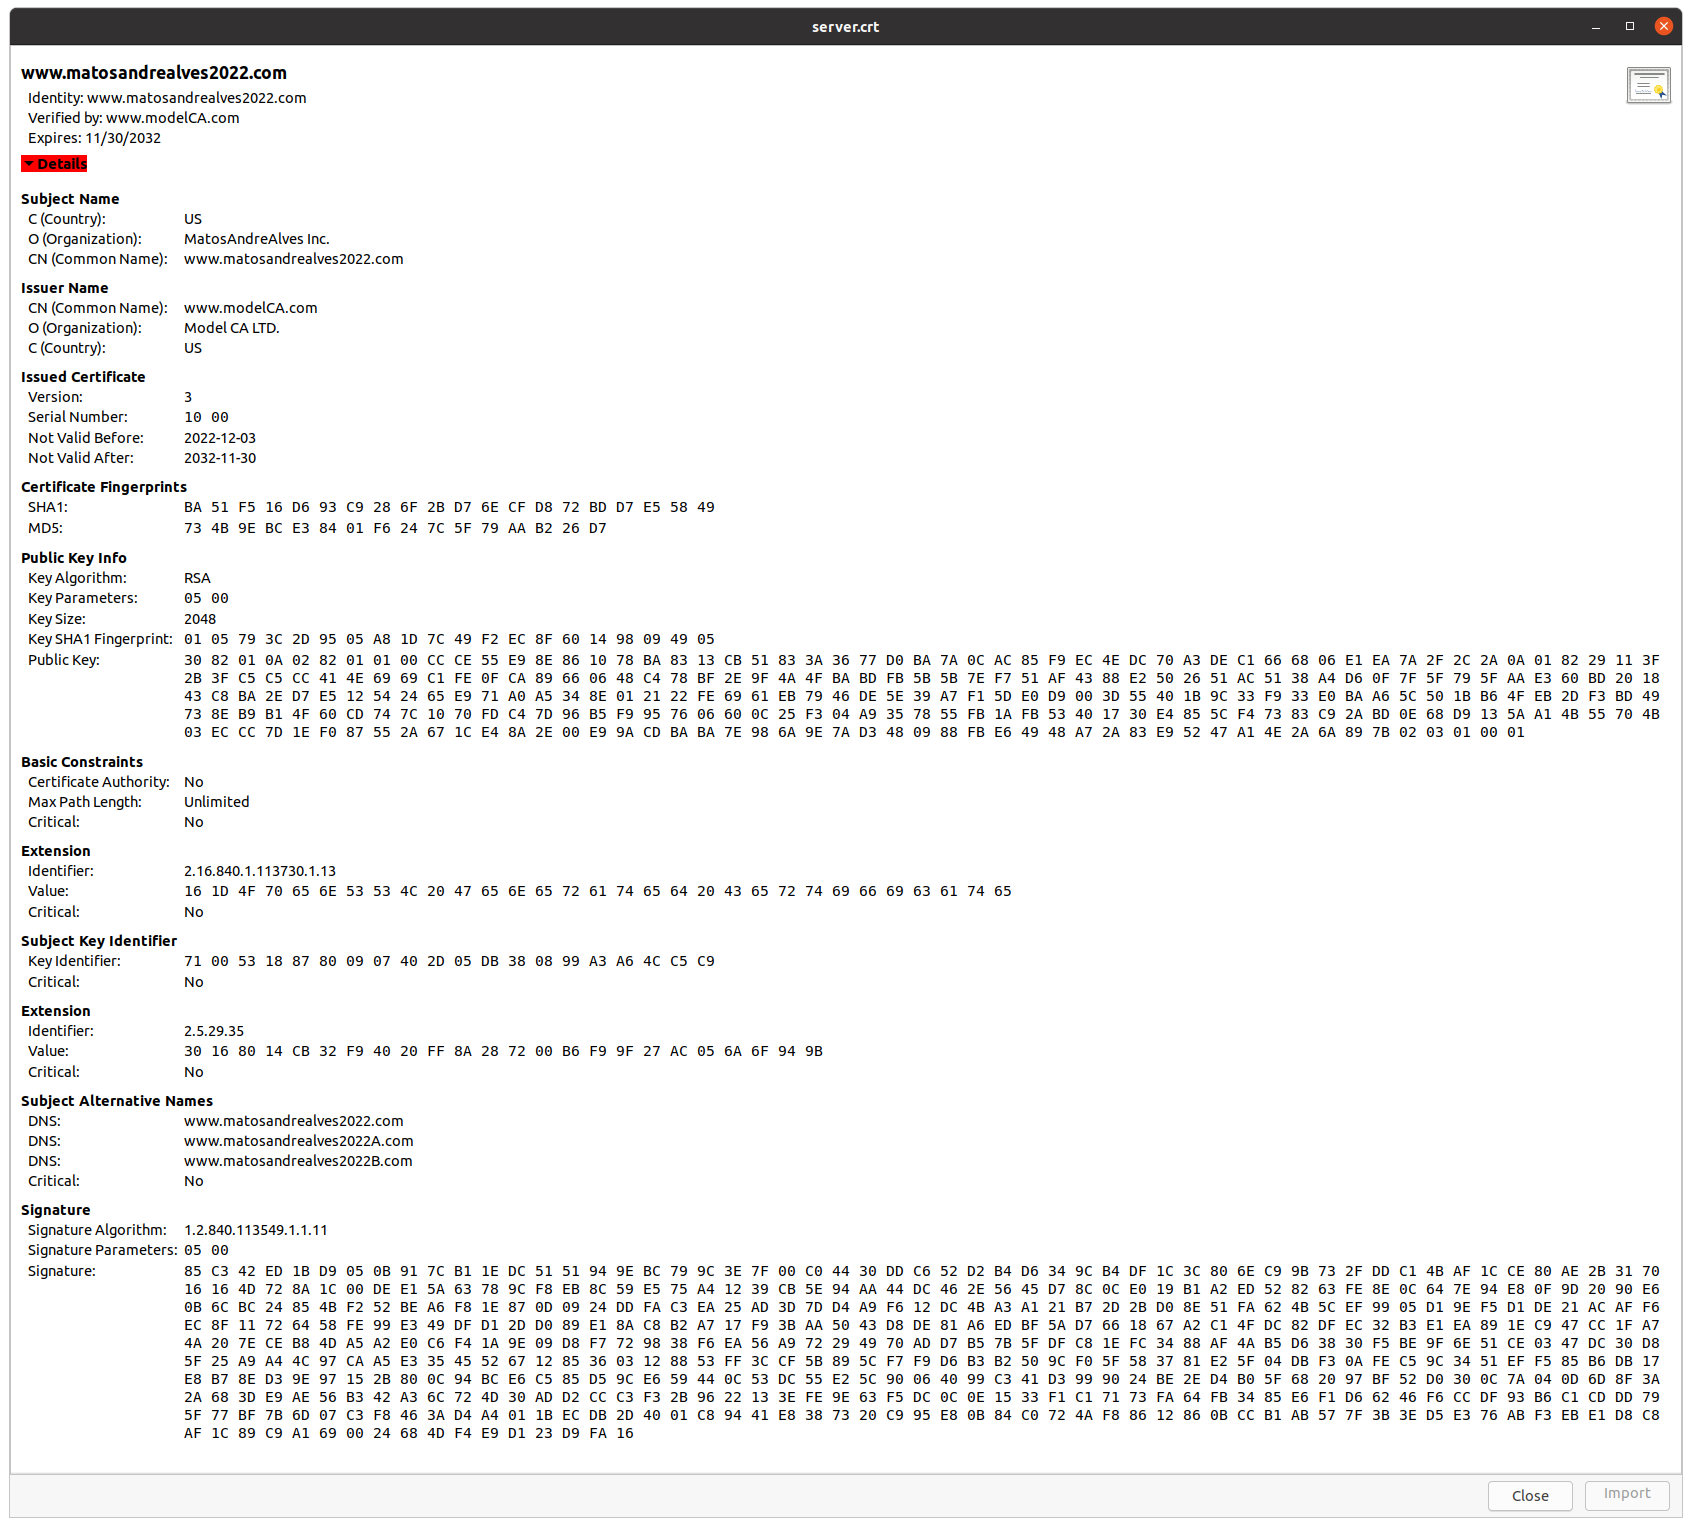 server.crt
www.matosandrealves2022.com
Identity: www.matosandrealves2022.com
Verified by: www.modelCA.com
Expires: 11/30/2032
Details
Subject Name
C (Country): US
O (Organization): MatosAndreAlves Inc.
CN (Common Name): www.matosandrealves2022.com
Issuer Name
CN (Common Name): www.modelCA.com
O (Organization): Model CA LTD.
C (Country): US
Issued Certificate
Version: 3
Serial Number: 10 00
Not Valid Before: 2022-12-03
Not Valid After: 2032-11-30
Certificate Fingerprints
SHA1: BA 51 F5 16 D6 93 C9 28 6F 2B D7 6E CF D8 72 BD D7 E5 58 49
MD5: 73 4B 9E BC E3 84 01 F6 24 7C 5F 79 AA B2 26 D7
Public Key Info
Key Algorithm: RSA
Key Parameters: 05 00
Key Size: 2048
Key SHA1 Fingerprint: 01 05 79 3C 2D 95 05 A8 1D 7C 49 F2 EC 8F 60 14 98 09 49 05
Public Key: 30 82 01 0A 02 82 01 01 00 CC CE 55 E9 8E 86 10 78 BA 83 13 CB 51 83 3A 36 77 D0 BA 7A 0C AC 85 F9 EC 4E DC 70 A3 DE C1 66 68 06 E1 EA 7A 2F 2C 2A 0A 01 82 29 11 3F
2B 3F C5 C5 CC 41 4E 69 69 C1 FE 0F CA 89 66 06 48 C4 78 BF 2E 9F 4A 4F BA BD FB 5B 5B 7E F7 51 AF 43 88 E2 50 26 51 AC 51 38 A4 D6 0F 7F 5F 79 5F AA E3 60 BD 20 18
43 C8 BA 2E D7 E5 12 54 24 65 E9 71 A0 A5 34 8E 01 21 22 FE 69 61 EB 79 46 DE 5E 39 A7 F1 5D E0 D9 00 3D 55 40 1B 9C 33 F9 33 E0 BA A6 5C 50 1B B6 4F EB 2D F3 BD 49
73 8E B9 B1 4F 60 CD 74 7C 10 70 FD C4 7D 96 B5 F9 95 76 06 60 0C 25 F3 04 A9 35 78 55 FB 1A FB 53 40 17 30 E4 85 5C F4 73 83 C9 2A BD 0E 68 D9 13 5A A1 4B 55 70 4B
03 EC CC 7D 1E F0 87 55 2A 67 1C E4 8A 2E 00 E9 9A CD BA BA 7E 98 6A 9E 7A D3 48 09 88 FB E6 49 48 A7 2A 83 E9 52 47 A1 4E 2A 6A 89 7B 02 03 01 00 01
Basic Constraints
Certificate Authority: No
Max Path Length: Unlimited
Critical: No
Extension
Identifier: 2.16.840.1.113730.1.13
Value: 16 1D 4F 70 65 6E 53 53 4C 20 47 65 6E 65 72 61 74 65 64 20 43 65 72 74 69 66 69 63 61 74 65
Critical: No
Subject Key Identifier
Key Identifier: 71 00 53 18 87 80 09 07 40 2D 05 DB 38 08 99 A3 A6 4C C5 C9
Critical: No
Extension
Identifier: 2.5.29.35
Value: 30 16 80 14 CB 32 F9 40 20 FF 8A 28 72 00 B6 F9 9F 27 AC 05 6A 6F 94 9B
Critical: No
Subject Alternative Names
DNS: www.matosandrealves2022.com
DNS: www.matosandrealves2022A.com
DNS: www.matosandrealves2022B.com
Critical: No
Signature
Signature Algorithm: 1.2.840.113549.1.1.11
Signature Parameters: 05 00
Signature: 85 C3 42 ED 1B D9 05 0B 91 7C B1 1E DC 51 51 94 9E BC 79 9C 3E 7F 00 C0 44 30 DD C6 52 D2 B4 D6 34 9C B4 DF 1C 3C 80 6E C9 9B 73 2F DD C1 4B AF 1C CE 80 AE 2B 31 70
16 16 4D 72 8A 1C 00 DE E1 5A 63 78 9C F8 EB 8C 59 E5 75 A4 12 39 CB 5E 94 AA 44 DC 46 2E 56 45 D7 8C 0C E0 19 B1 A2 ED 52 82 63 FE 8E 0C 64 7E 94 E8 0F 9D 20 90 E6
0B 6C BC 24 85 4B F2 52 BE A6 F8 1E 87 0D 09 24 DD FA C3 EA 25 AD 3D 7D D4 A9 F6 12 DC 4B A3 A1 21 B7 2D 2B D0 8E 51 FA 62 4B 5C EF 99 05 D1 9E F5 D1 DE 21 AC AF F6
EC 8F 11 72 64 58 FE 99 E3 49 DF D1 2D D0 89 E1 8A C8 B2 A7 17 F9 3B AA 50 43 D8 DE 81 A6 ED BF 5A D7 66 18 67 A2 C1 4F DC 82 DF EC 32 B3 E1 EA 89 1E C9 47 CC 1F A7
4A 20 7E CE B8 4D A5 A2 E0 C6 F4 1A 9E 09 D8 F7 72 98 38 F6 EA 56 A9 72 29 49 70 AD D7 B5 7B 5F DF C8 1E FC 34 88 AF 4A B5 D6 38 30 F5 BE 9F 6E 51 CE 03 47 DC 30 D8
5F 25 A9 A4 4C 97 CA A5 E3 35 45 52 67 12 85 36 03 12 88 53 FF 3C CF 5B 89 5C F7 F9 D6 B3 B2 50 9C F0 5F 58 37 81 E2 5F 04 DB F3 0A FE C5 9C 34 51 EF F5 85 B6 DB 17
E8 B7 8E D3 9E 97 15 2B 80 0C 94 BC E6 C5 85 D5 9C E6 59 44 0C 53 DC 55 E2 5C 90 06 40 99 C3 41 D3 99 90 24 BE 2E D4 B0 5F 68 20 97 BF 52 D0 30 0C 7A 04 0D 6D 8F 3A
2A 68 3D E9 AE 56 B3 42 A3 6C 72 4D 30 AD D2 CC C3 F3 2B 96 22 13 3E FE 9E 63 F5 DC 0C 0E 15 33 F1 C1 71 73 FA 64 FB 34 85 E6 F1 D6 62 46 F6 CC DF 93 B6 C1 CD DD 79
5F 77 BF 7B 6D 07 C3 F8 46 3A D4 A4 01 1B EC DB 2D 40 01 C8 94 41 E8 38 73 20 C9 95 E8 0B 84 C0 72 4A F8 86 12 86 0B CC B1 AB 57 7F 3B 3E D5 E3 76 AB F3 EB E1 D8 C8
AF 1C 89 C9 A1 69 00 24 68 4D F4 E9 D1 23 D9 FA 16
Close Import